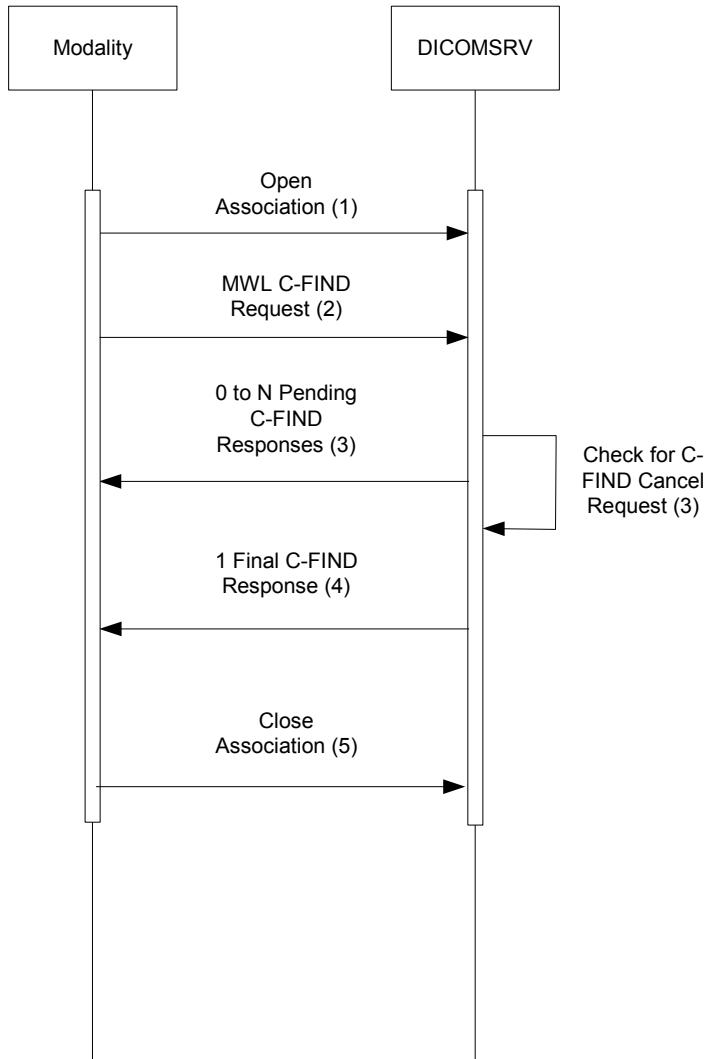 Modality
DICOMSRV
Open
Association (1)
MWL C-FIND
Request (2)
0 to N Pending
C-FIND
Responses (3)
Check for C-
FIND Cancel
Request (3)
1 Final C-FIND
Response (4)
Close
Association (5)